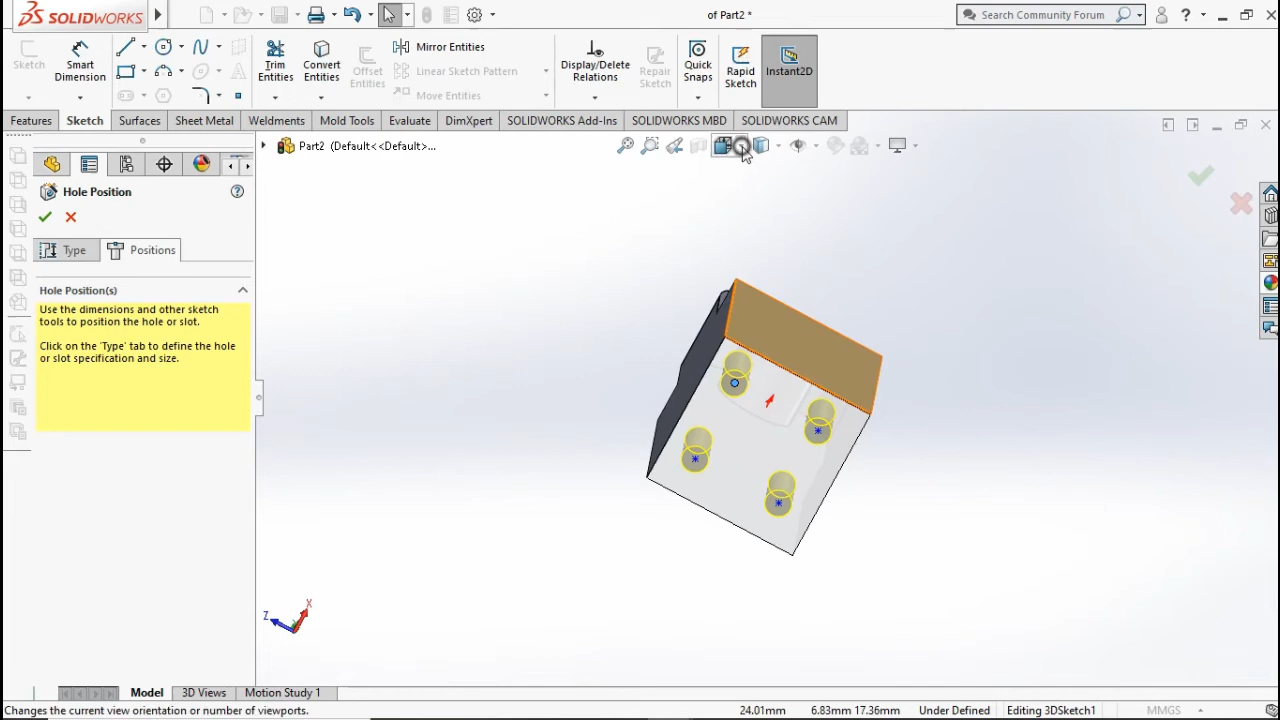 SOLIDWORKS
of Part2 *
Search Community Forum
?
Sketch
Smart Dimension
Trim Entities
Convert Entities
Offset Entities
Mirror Entities
Linear Sketch Pattern
Move Entities
Display/Delete Relations
Repair Sketch
Quick Snaps
Rapid Sketch
Instant2D
Features
Sketch
Surfaces
Sheet Metal
Weldments
Mold Tools
Evaluate
DimXpert
SOLIDWORKS Add-Ins
SOLIDWORKS MBD
SOLIDWORKS CAM
Part2 (Default<<Default>...
Hole Position
?
Type
Positions
Hole Position(s)
Use the dimensions and other sketch
tools to position the hole or slot.
Click on the 'Type' tab to define the hole
or slot specification and size.
X
Z
Model
3D Views
Motion Study 1
Changes the current view orientation or number of viewports.
24.01mm
6.83mm 17.36mm
Under Defined
Editing 3DSketch1
MMGS